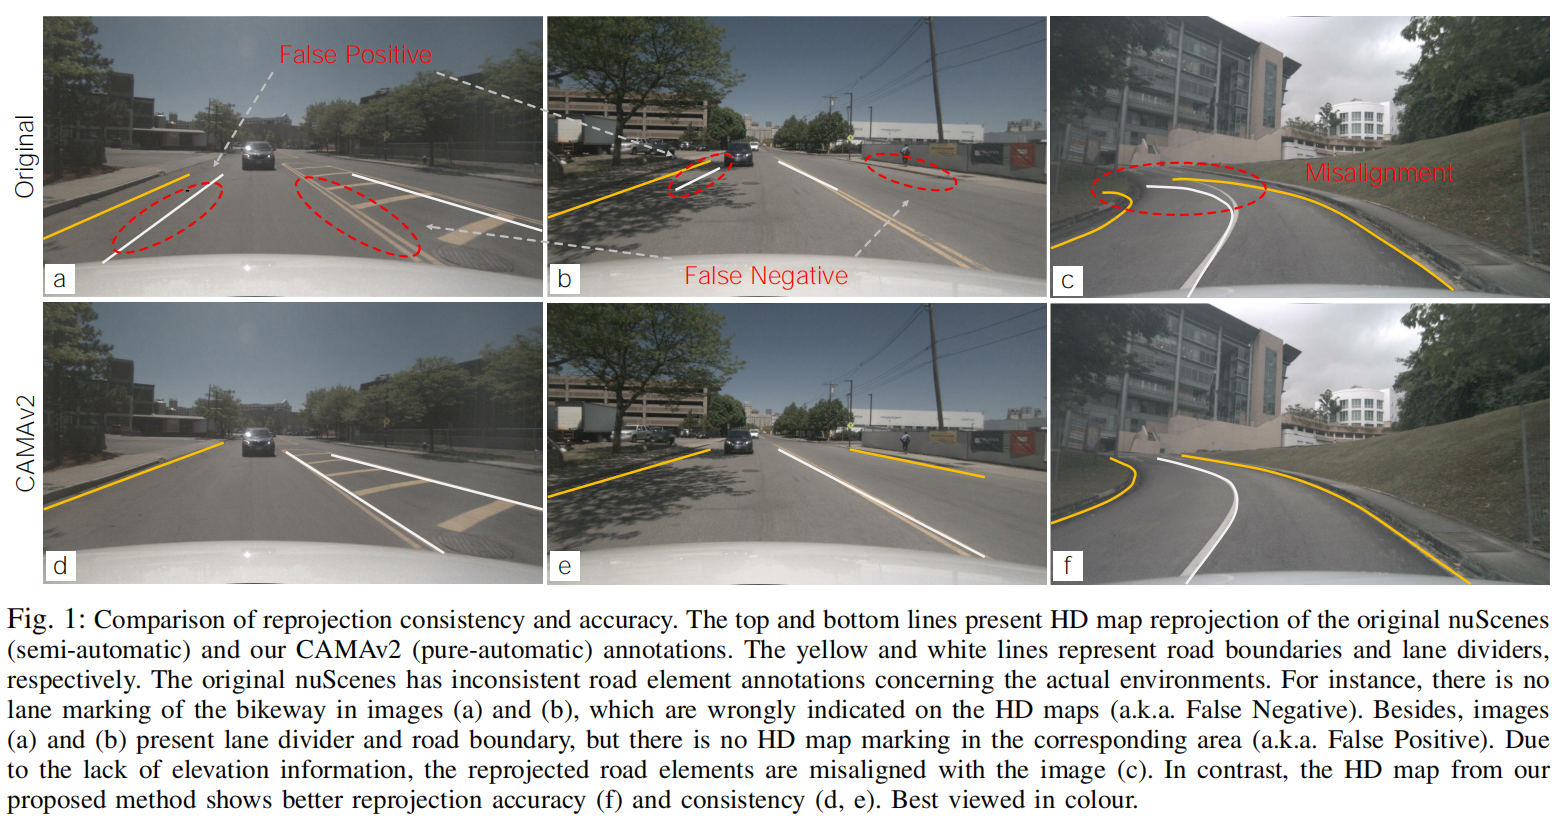 Original
False Positive
False Negative
Misalignment
a
b
c
CAMAv2
d
e
f
Fig. 1: Comparison of reprojection consistency and accuracy. The top and bottom lines present HD map reprojection of the original nuScenes
(semi-automatic) and our CAMAv2 (pure-automatic) annotations. The yellow and white lines represent road boundaries and lane dividers,
respectively. The original nuScenes has inconsistent road element annotations concerning the actual environments. For instance, there is no
lane marking of the bikeway in images (a) and (b), which are wrongly indicated on the HD maps (a.k.a. False Negative). Besides, images
(a) and (b) present lane divider and road boundary, but there is no HD map marking in the corresponding area (a.k.a. False Positive). Due
to the lack of elevation information, the reprojected road elements are misaligned with the image (c). In contrast, the HD map from our
proposed method shows better reprojection accuracy (f) and consistency (d, e). Best viewed in colour.